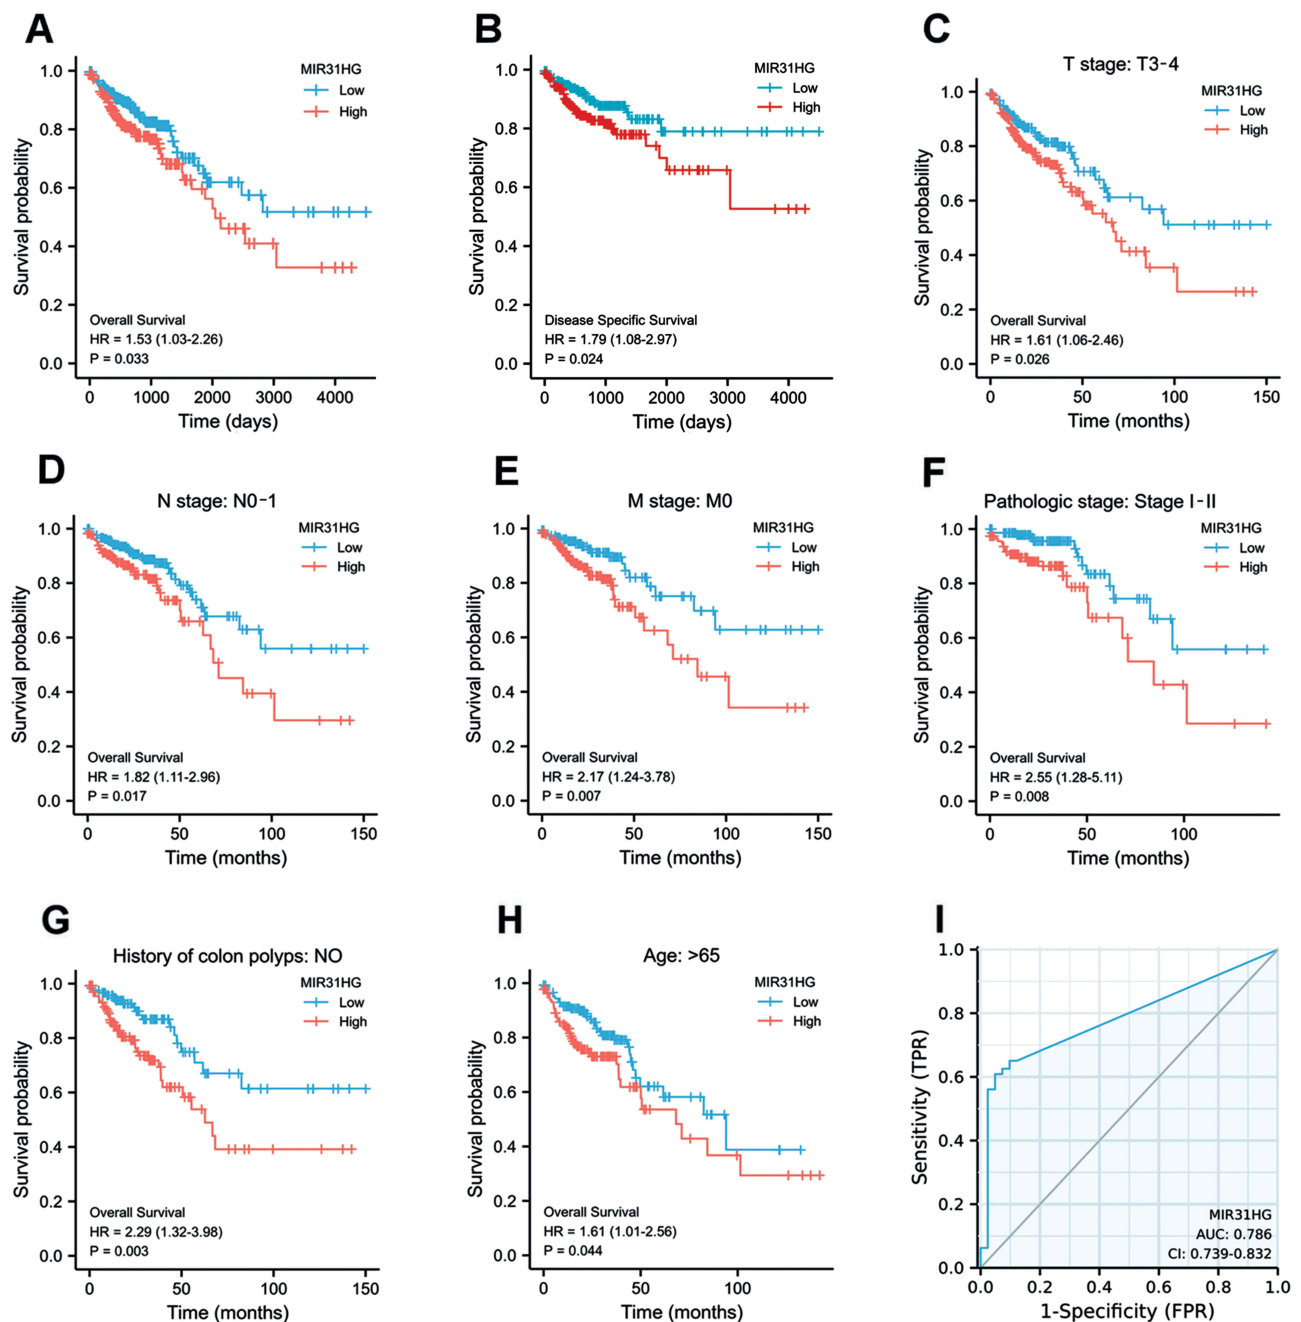 A
MIR31HG
Low
High
1.0
0.8
0.6
0.4
0.2
0.0
Survival probability
Overall Survival
HR = 1.53 (1.03-2.26)
P = 0.033
0 1000 2000 3000 4000
Time (days)
B
MIR31HG
Low
High
1.0
0.8
0.6
0.4
0.2
0.0
Survival probability
Disease Specific Survival
HR = 1.79 (1.08-2.97)
P = 0.024
0 1000 2000 3000 4000
Time (days)
C
T stage: T3-4
MIR31HG
Low
High
1.0
0.8
0.6
0.4
0.2
0.0
Survival probability
Overall Survival
HR = 1.61 (1.06-2.46)
P = 0.026
0 50 100 150
Time (months)
D
N stage: N0-1
MIR31HG
Low
High
1.0
0.8
0.6
0.4
0.2
0.0
Survival probability
Overall Survival
HR = 1.82 (1.11-2.96)
P = 0.017
0 50 100 150
Time (months)
E
M stage: M0
MIR31HG
Low
High
1.0
0.8
0.6
0.4
0.2
0.0
Survival probability
Overall Survival
HR = 2.17 (1.24-3.78)
P = 0.007
0 50 100 150
Time (months)
F
Pathologic stage: Stage I-II
MIR31HG
Low
High
1.0
0.8
0.6
0.4
0.2
0.0
Survival probability
Overall Survival
HR = 2.55 (1.28-5.11)
P = 0.008
0 50 100
Time (months)
G
History of colon polyps: NO
MIR31HG
Low
High
1.0
0.8
0.6
0.4
0.2
0.0
Survival probability
Overall Survival
HR = 2.29 (1.32-3.98)
P = 0.003
0 50 100 150
Time (months)
H
Age: >65
MIR31HG
Low
High
1.0
0.8
0.6
0.4
0.2
0.0
Survival probability
Overall Survival
HR = 1.61 (1.01-2.56)
P = 0.044
0 50 100
Time (months)
I
1.0
0.8
0.6
0.4
0.2
0.0
Sensitivity (TPR)
MIR31HG
AUC: 0.786
CI: 0.739-0.832
0.0 0.2 0.4 0.6 0.8 1.0
1-Specificity (FPR)